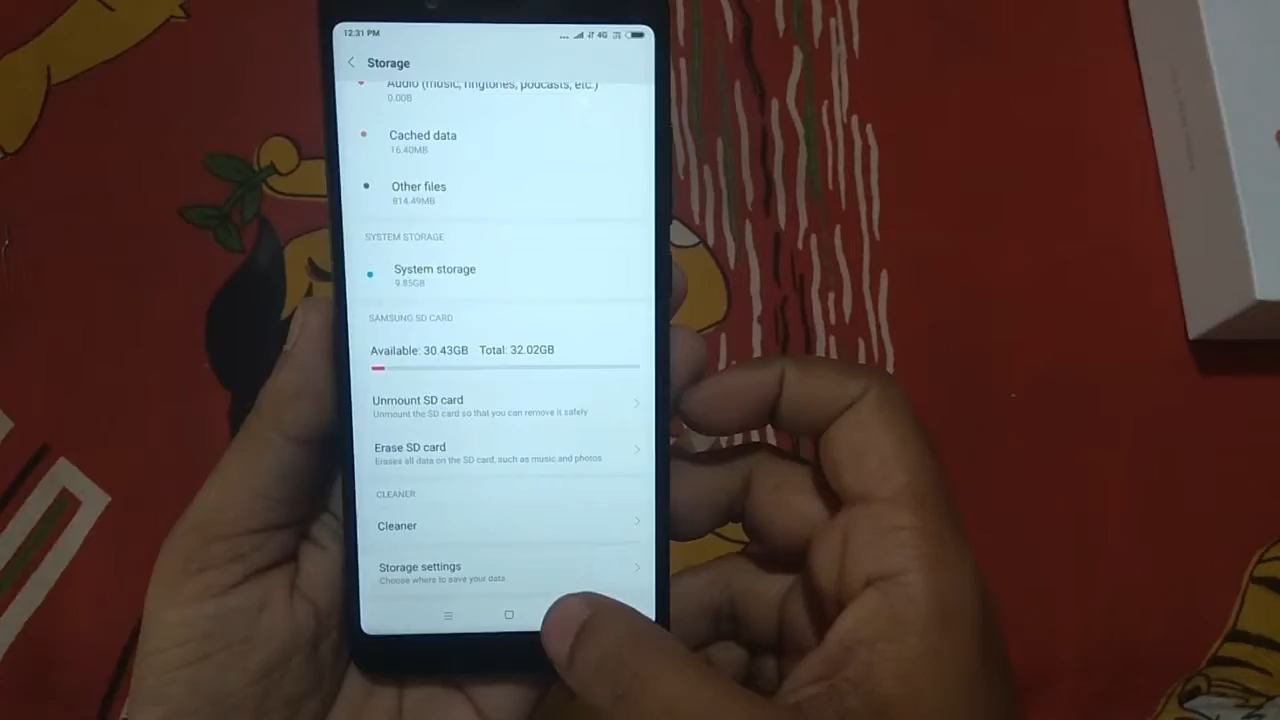 12:31 PM
4G
Storage
Audio (music, ringtones, podcasts, etc.)
0.00B
Cached data
16.40MB
Other files
814.49MB
SYSTEM STORAGE
System storage
9.85GB
SAMSUNG SD CARD
Available: 30.43GB Total: 32.02GB
Unmount SD card
Unmount the SD card so that you can remove it safely
Erase SD card
Erases all data on the SD card, such as music and photos
CLEANER
Cleaner
Storage settings
Choose where to save your data